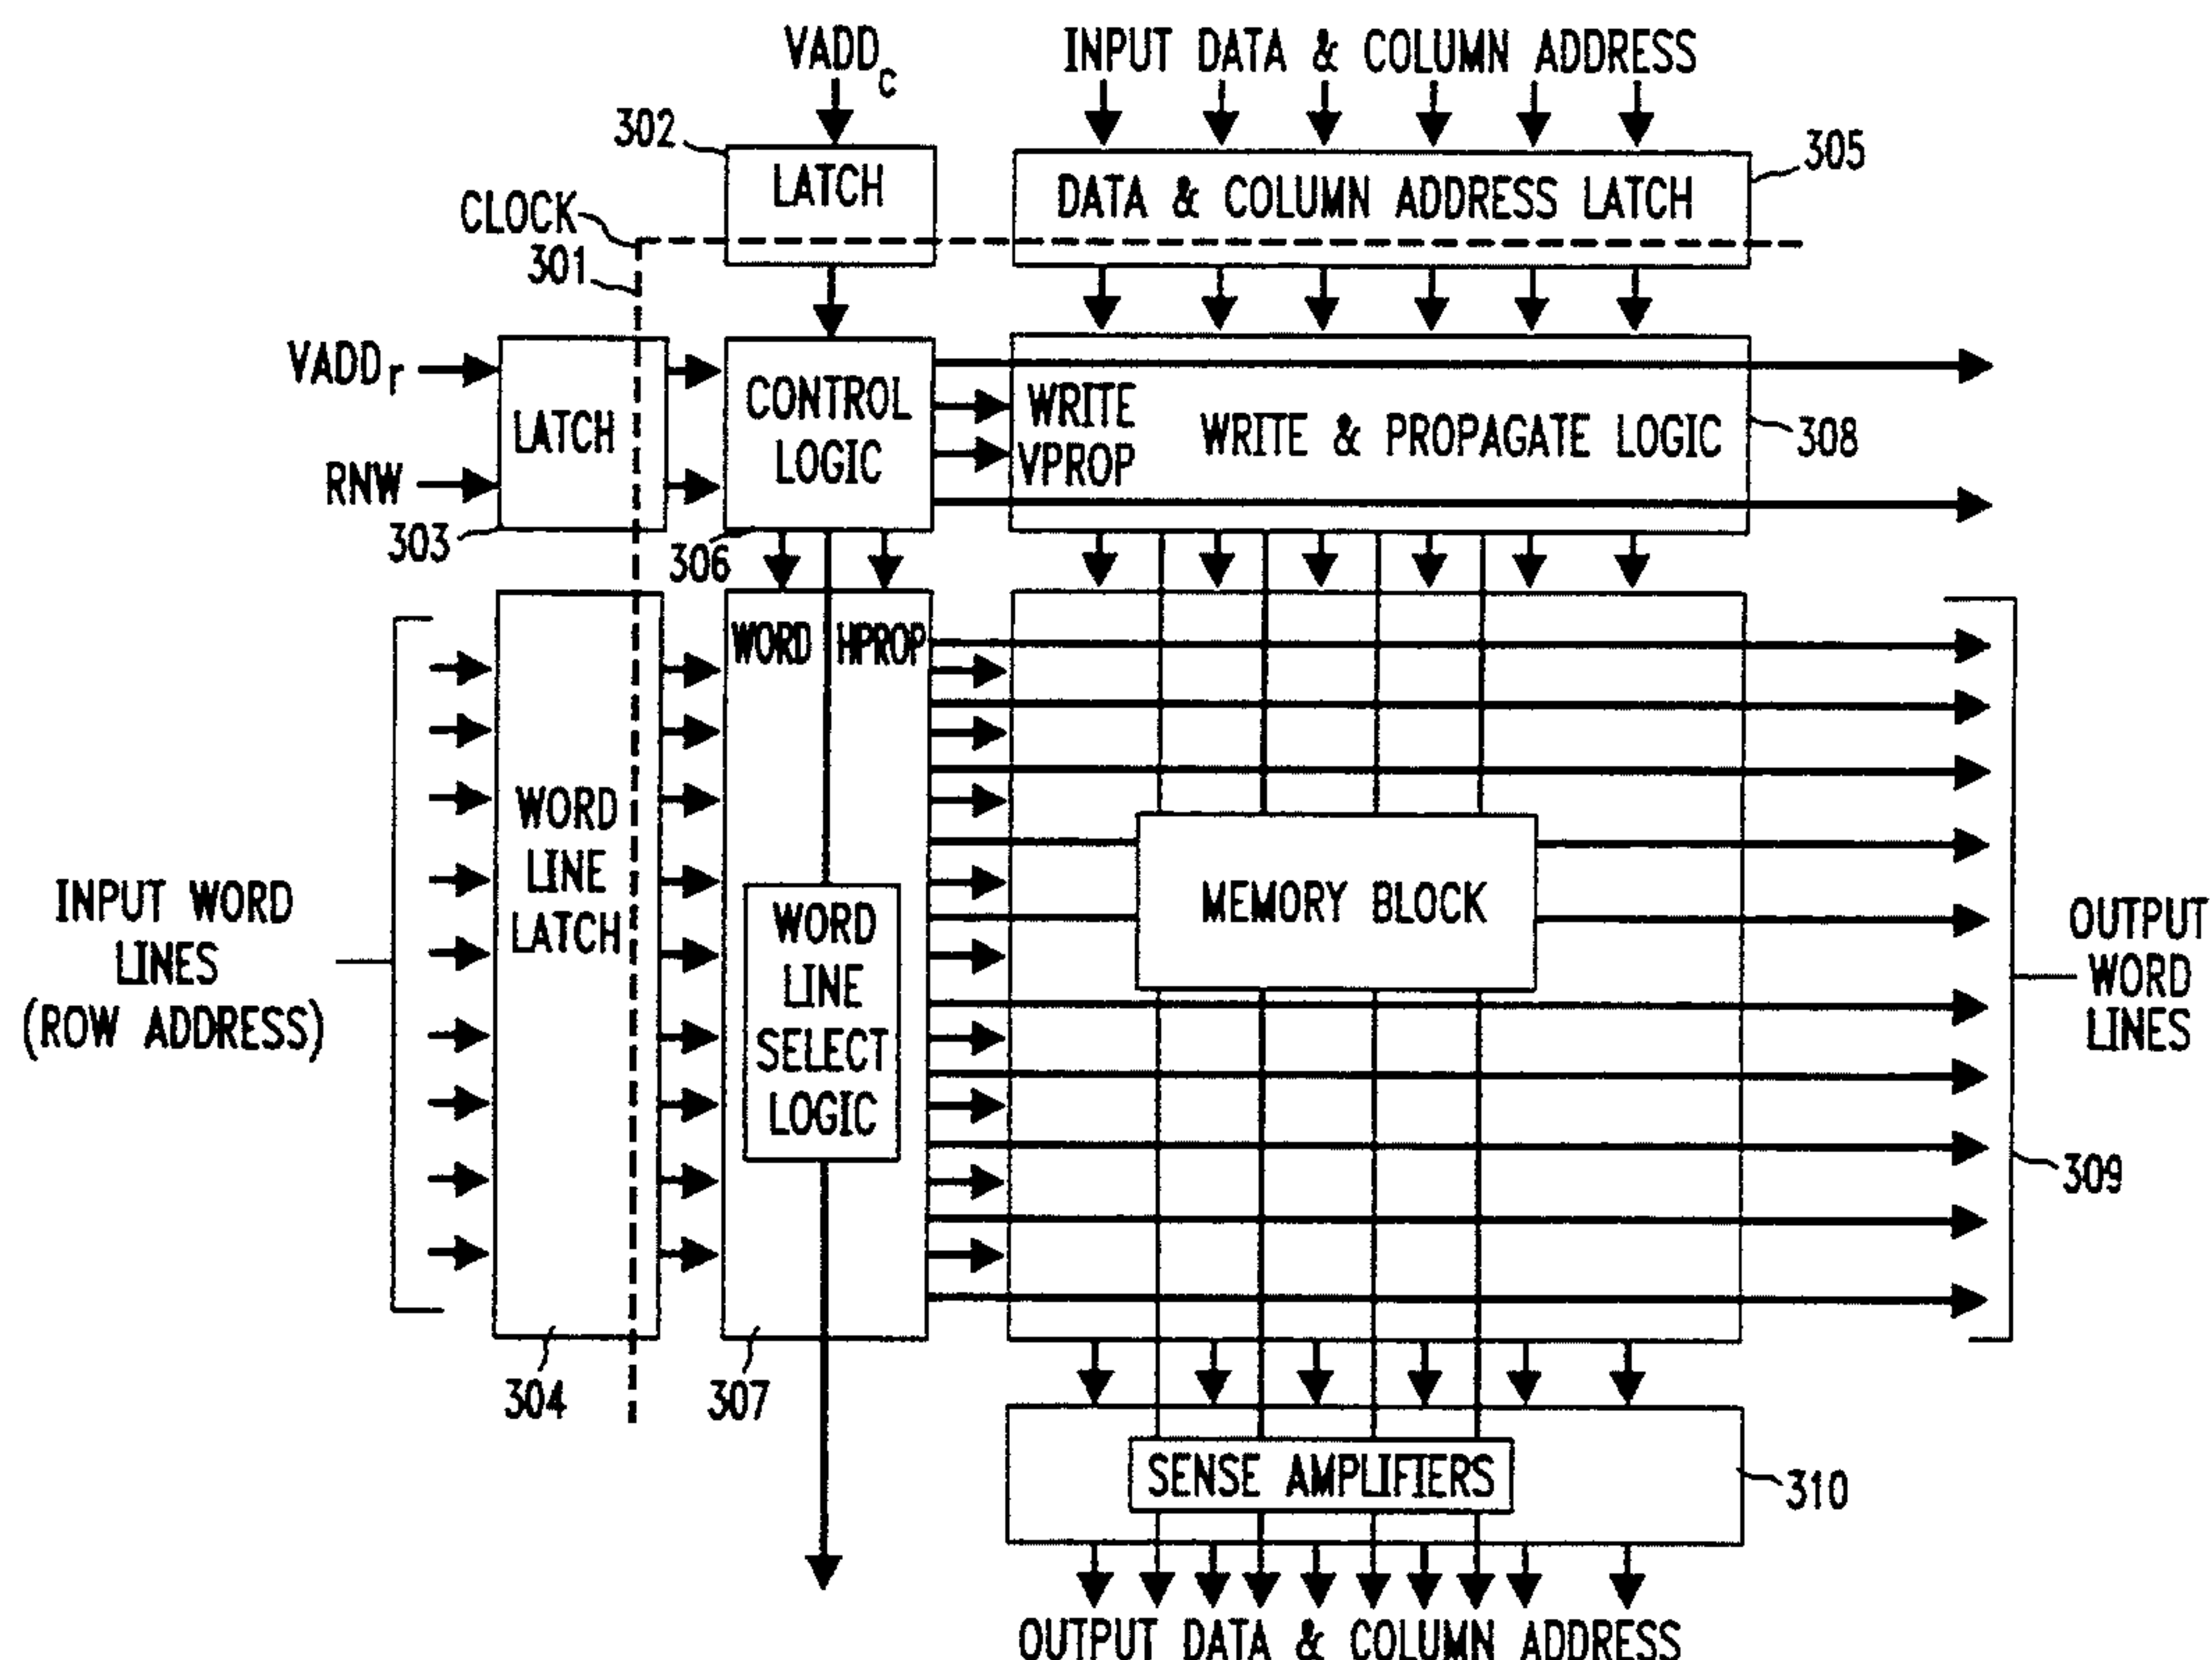 VADDc
INPUT DATA & COLUMN ADDRESS
302
LATCH
DATA & COLUMN ADDRESS LATCH
305
CLOCK
301
VADDr
RNW
LATCH
303
CONTROL
LOGIC
306
WRITE
VPROP
WRITE & PROPAGATE LOGIC
308
INPUT WORD
LINES
(ROW ADDRESS)
WORD
LINE
LATCH
304
WORD
HPROP
WORD
LINE
SELECT
LOGIC
307
MEMORY BLOCK
OUTPUT
WORD
LINES
309
SENSE AMPLIFIERS
310
OUTPUT DATA & COLUMN ADDRESS